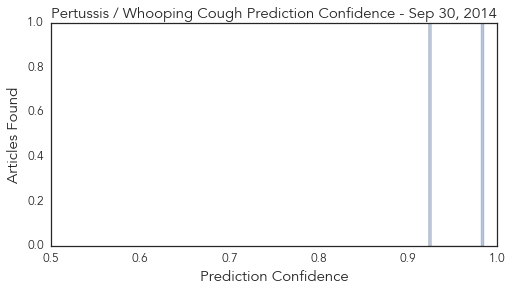 Pertussis / Whooping Cough Prediction Confidence - Sep 30, 2014
1.0
0.8
0.6
0.4
0.2
0.0
Articles Found
0.5 0.6 0.7 0.8 0.9 1.0
Prediction Confidence